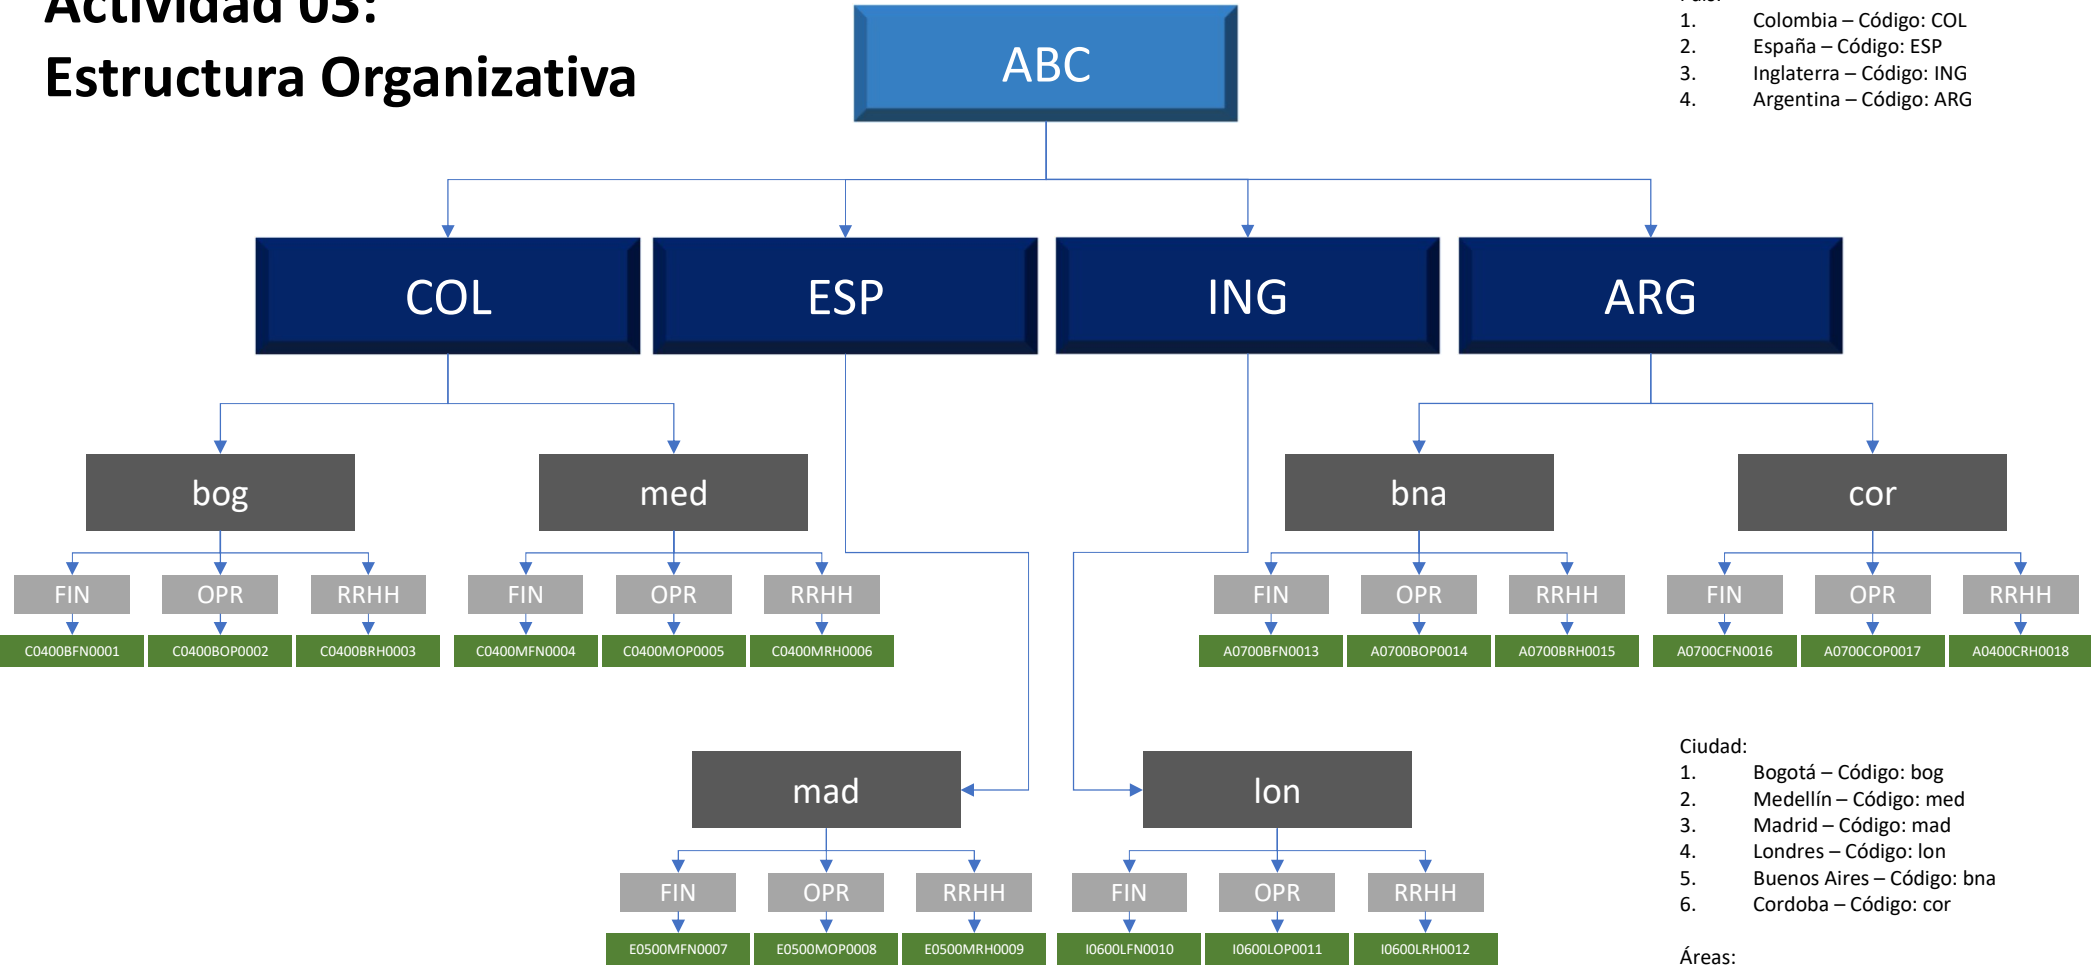 Actividad 03:
Estructura Organizativa
ABC
1. Colombia – Código: COL
2. España – Código: ESP
3. Inglaterra – Código: ING
4. Argentina – Código: ARG
COL ESP ING ARG
bog med bna cor
FIN OPR RRHH FIN OPR RRHH FIN OPR RRHH FIN OPR RRHH
C0400BFN0001 C0400BOP0002 C0400BRH0003 C0400MFN0004 C0400MOP0005 C0400MRH0006 A0700BFN0013 A0700BOP0014 A0700BRH0015 A0700CFN0016 A0700COP0017 A0400CRH0018
mad lon
FIN OPR RRHH FIN OPR RRHH
E0500MFN0007 E0500MOP0008 E0500MRH0009 I0600LFN0010 I0600LOP0011 I0600LRH0012
Ciudad:
1. Bogotá – Código: bog
2. Medellín – Código: med
3. Madrid – Código: mad
4. Londres – Código: lon
5. Buenos Aires – Código: bna
6. Cordoba – Código: cor
Áreas: